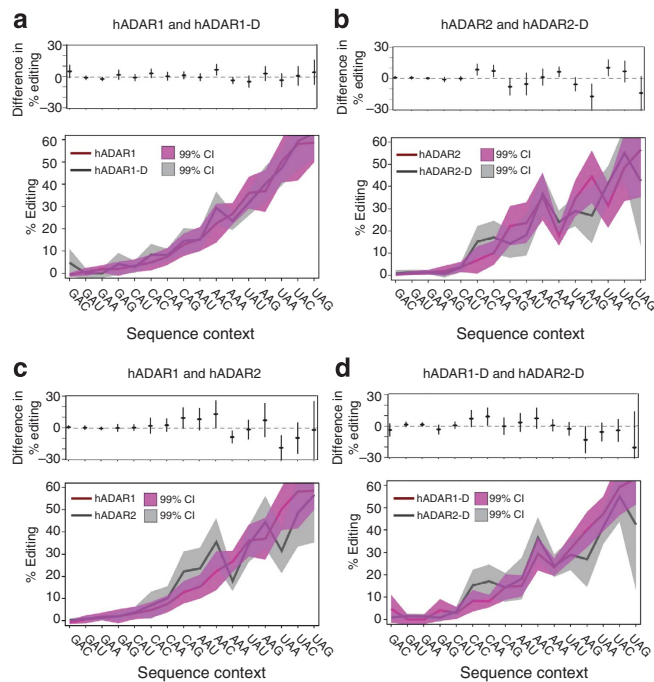 a
hADAR1 and hADAR1-D
Difference in
% editing
30
0
−30
% Editing
60
50
40
30
20
10
0
hADAR1
hADAR1-D
99% CI
99% CI
GAC
GAU
GAA
GAG
CAU
CAC
CAA
CAG
AAU
AAC
AAA
UAU
AAG
UAA
UAC
UAG
Sequence context
b
hADAR2 and hADAR2-D
Difference in
% editing
30
0
−30
% Editing
60
50
40
30
20
10
0
hADAR2
hADAR2-D
99% CI
99% CI
GAC
GAU
GAA
GAG
CAU
CAC
CAA
CAG
AAU
AAC
AAA
UAU
AAG
UAA
UAC
UAG
Sequence context
c
hADAR1 and hADAR2
Difference in
% editing
30
0
−30
% Editing
60
50
40
30
20
10
0
hADAR1
hADAR2
99% CI
99% CI
GAC
GAU
GAA
GAG
CAU
CAC
CAA
CAG
AAU
AAC
AAA
UAU
AAG
UAA
UAC
UAG
Sequence context
d
hADAR1-D and hADAR2-D
Difference in
% editing
30
0
−30
% Editing
60
50
40
30
20
10
0
hADAR1-D
hADAR2-D
99% CI
99% CI
GAC
GAU
GAA
GAG
CAU
CAC
CAA
CAG
AAU
AAC
AAA
UAU
AAG
UAA
UAC
UAG
Sequence context